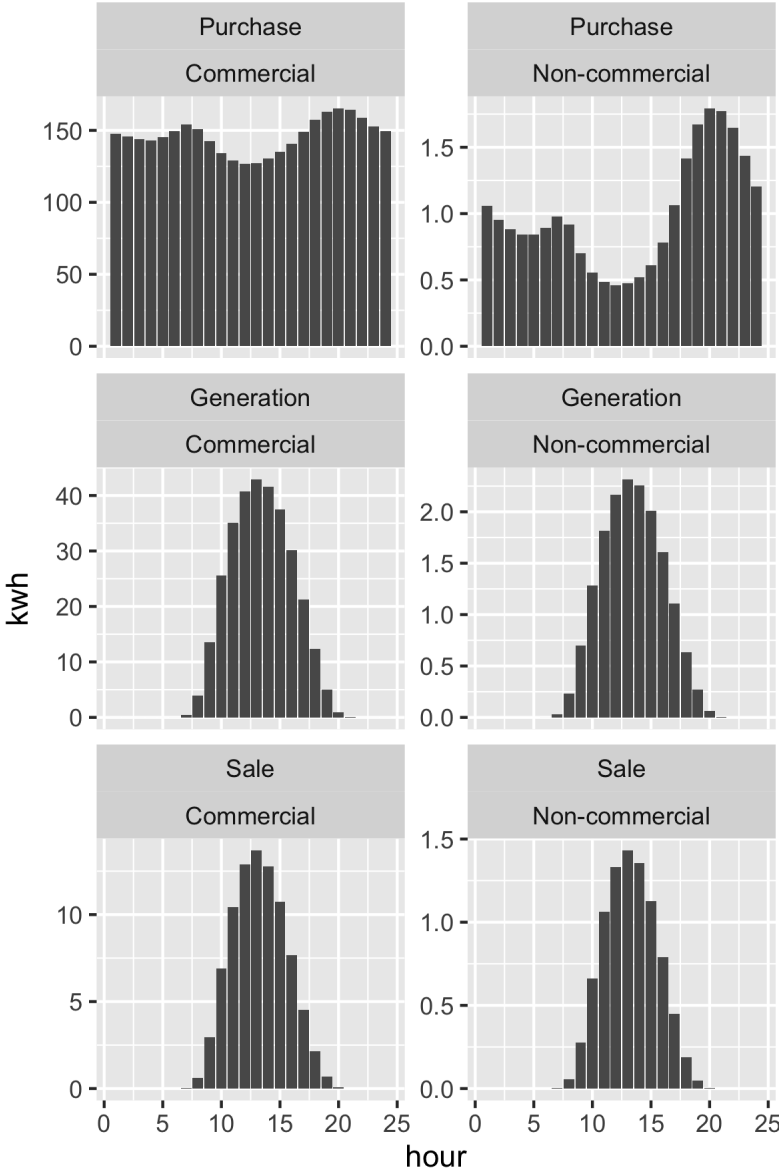 Purchase Purchase
Commercial Non-commercial
150
100
50
0
1.5
1.0
0.5
0.0
Generation Generation
Commercial Non-commercial
40
30
20
10
0
2.0
1.5
1.0
0.5
0.0
kwh
Sale Sale
Commercial Non-commercial
10
5
0
1.5
1.0
0.5
0.0
0 5 10 15 20 25 0 5 10 15 20 25
hour